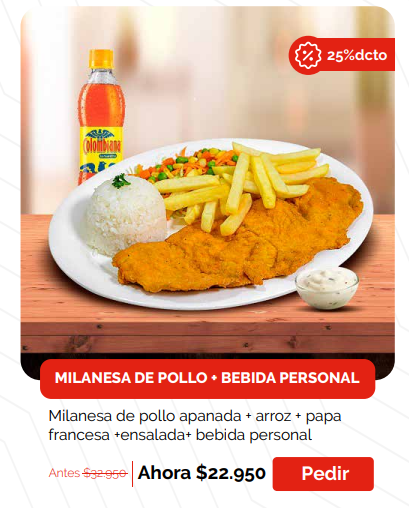 25%dcto
Colombiana
MILANESA DE POLLO + BEBIDA PERSONAL
Milanesa de pollo apanada + arroz + papa
francesa +ensalada+ bebida personal
Antes $32.950 Ahora $22.950 Pedir